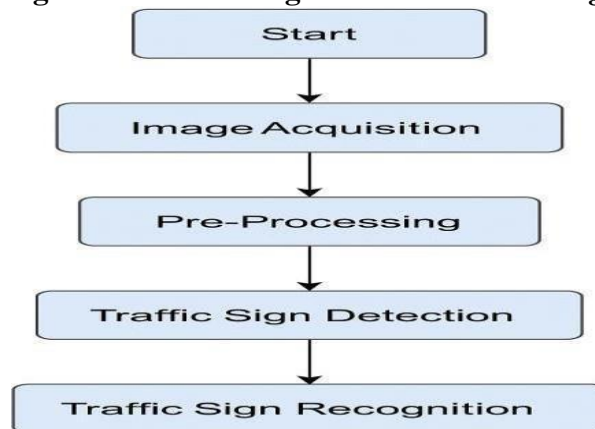 Start
Image Acquisition
Pre-Processing
Traffic Sign Detection
Traffic Sign Recognition